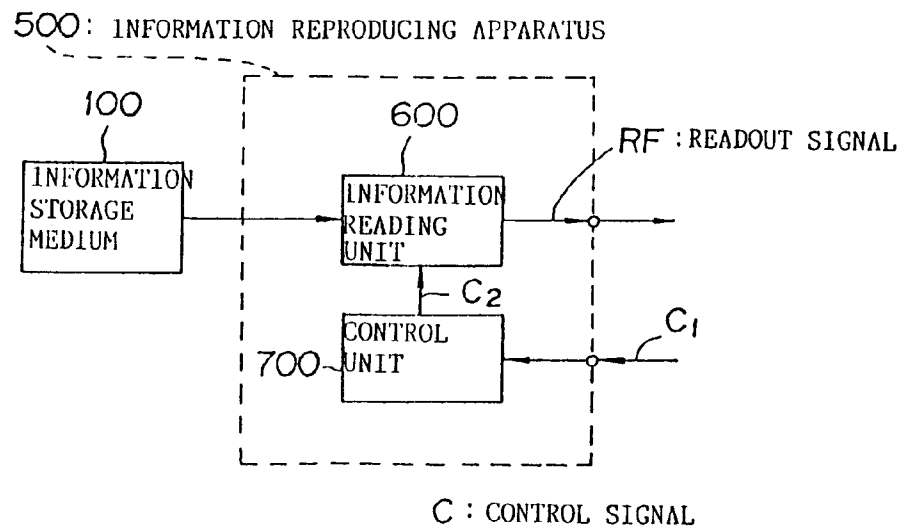 500: INFORMATION REPRODUCING APPARATUS
100
600
RF: READOUT SIGNAL
INFORMATION
STORAGE
MEDIUM
INFORMATION
READING
UNIT
C2
C1
CONTROL
UNIT
700
C: CONTROL SIGNAL